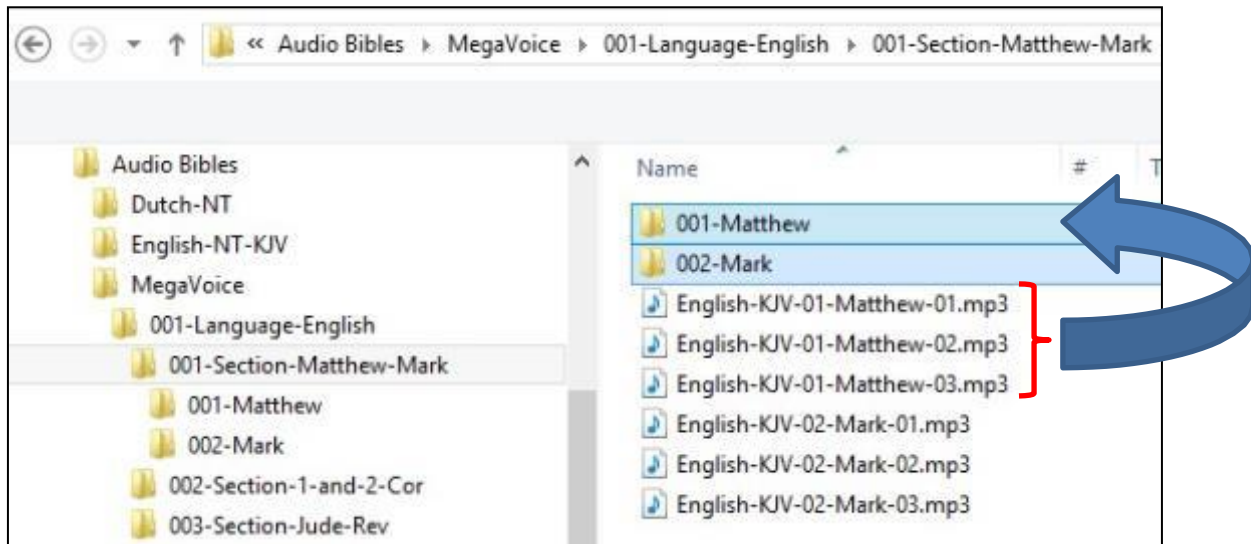 « Audio Bibles MegaVoice 001-Language-English 001-Section-Matthew-Mark
Audio Bibles
Dutch-NT
English-NT-KJV
MegaVoice
001-Language-English
001-Section-Matthew-Mark
001-Matthew
002-Mark
002-Section-1-and-2-Cor
003-Section-Jude-Rev
Name # T
001-Matthew
002-Mark
English-KJV-01-Matthew-01.mp3
English-KJV-01-Matthew-02.mp3
English-KJV-01-Matthew-03.mp3
English-KJV-02-Mark-01.mp3
English-KJV-02-Mark-02.mp3
English-KJV-02-Mark-03.mp3